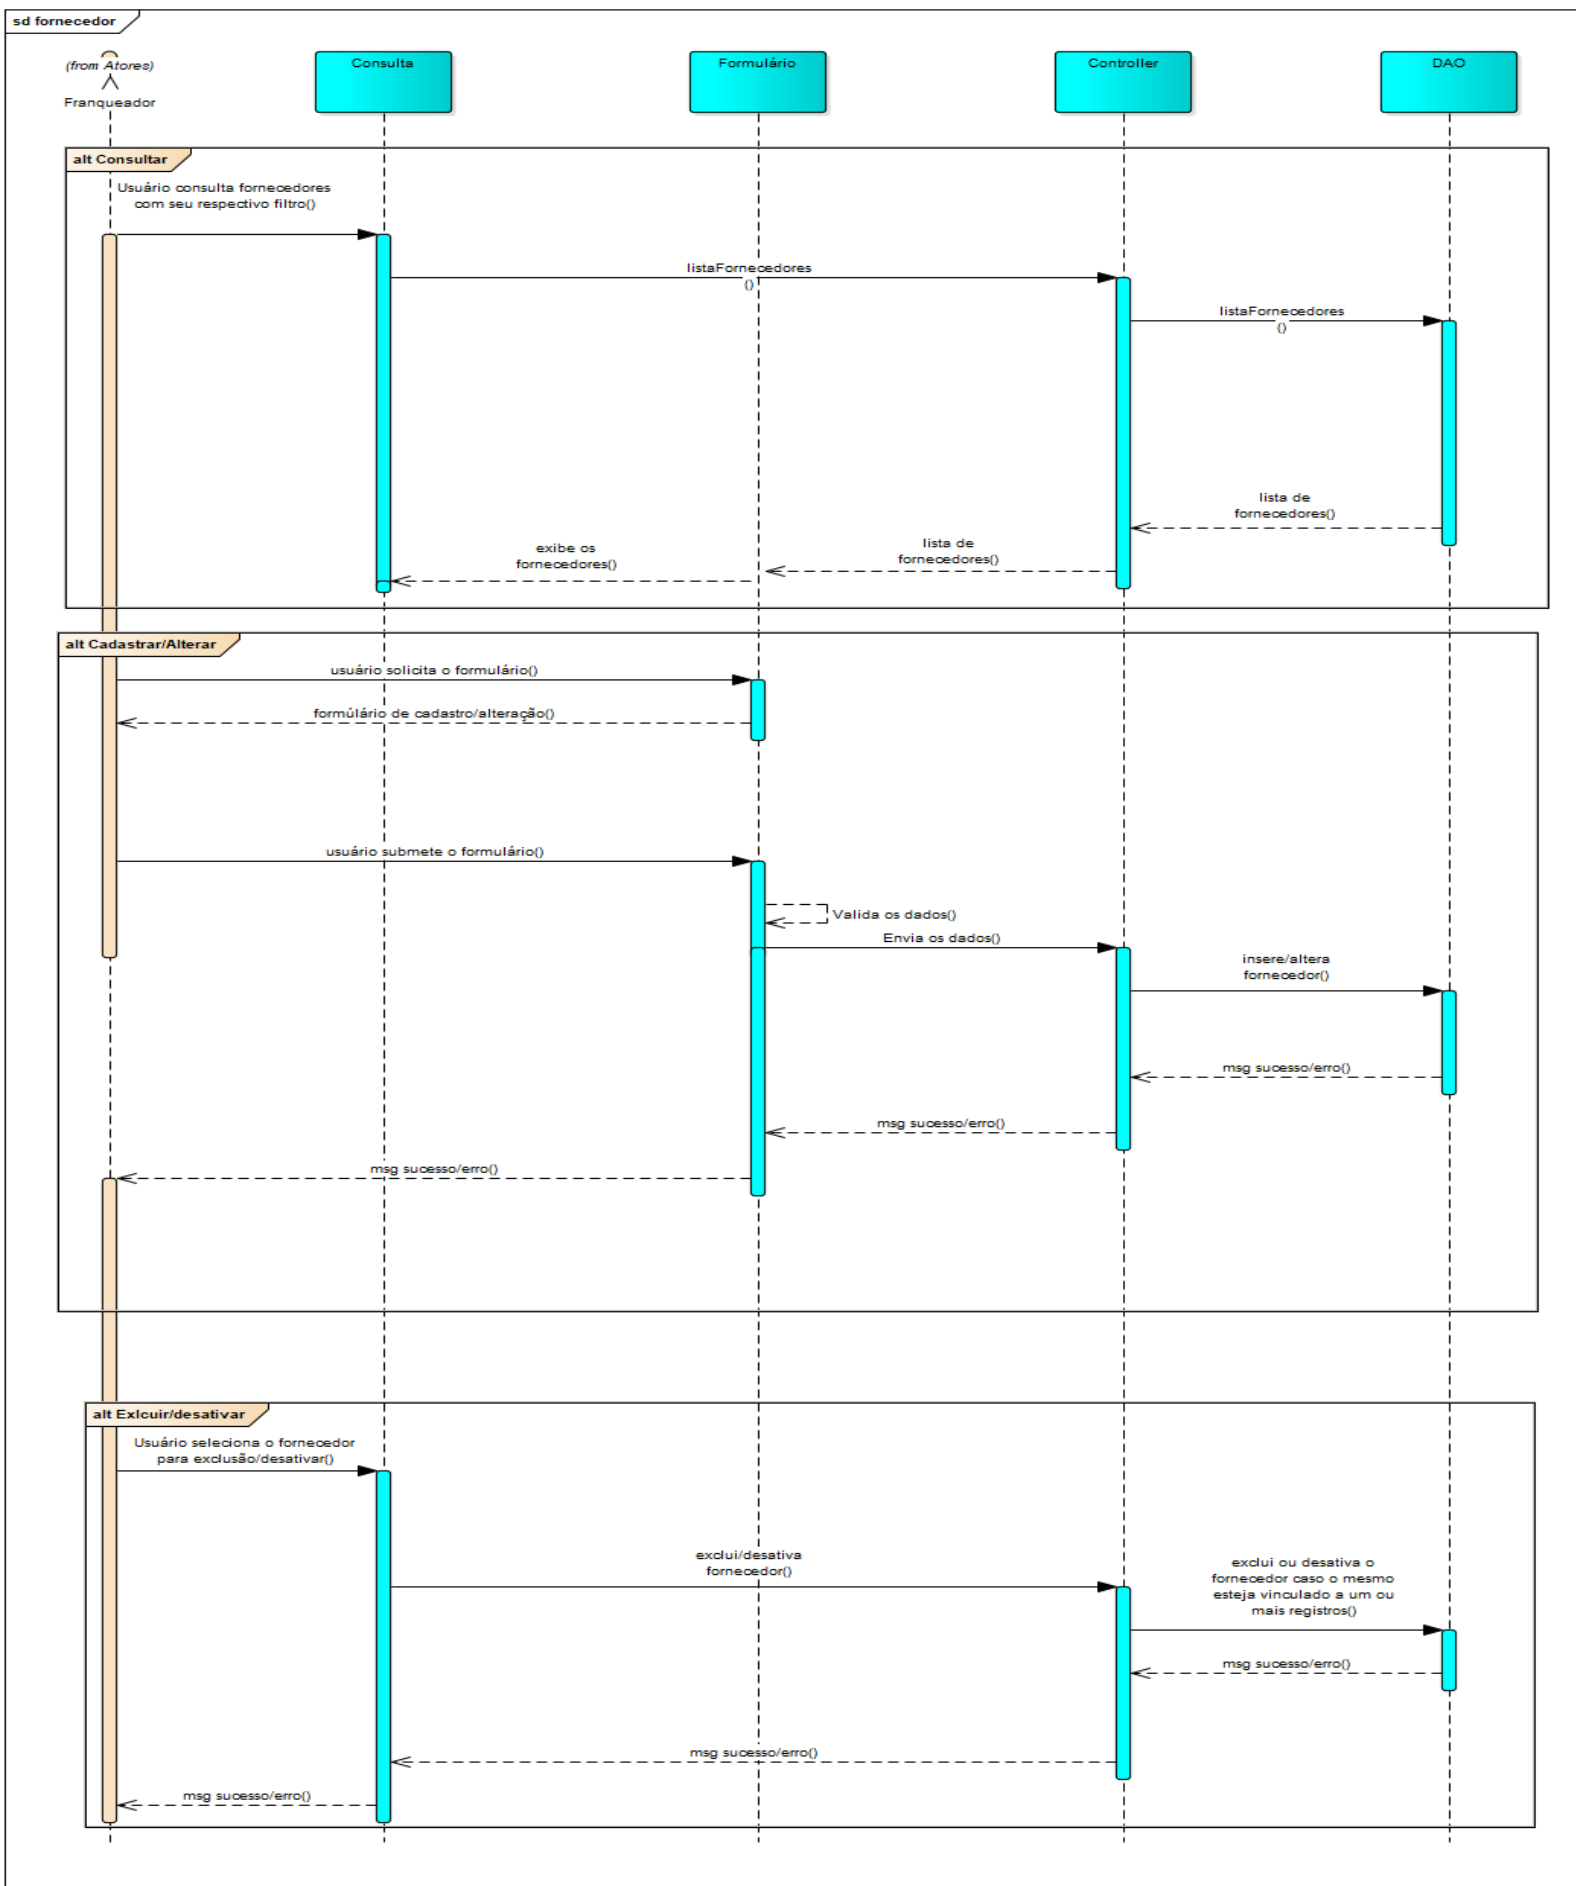 sd fornecedor
(from Atores)
Franqueador
Consulta
Formulário
Controller
DAO
alt Consultar
Usuário consulta fornecedores
com seu respectivo filtro()
listaFornecedores
()
listaFornecedores
()
lista de
fornecedores()
lista de
fornecedores()
exibe os
fornecedores()
alt Cadastrar/Alterar
usuário solicita o formulário()
formúlário de cadastro/alteração()
usuário submete o formulário()
Valida os dados()
Envia os dados()
insere/altera
fornecedor()
msg sucesso/erro()
msg sucesso/erro()
msg sucesso/erro()
alt Exlcuir/desativar
Usuário seleciona o fornecedor
para exclusão/desativar()
exclui/desativa
fornecedor()
exclui ou desativa o
fornecedor caso o mesmo
esteja vinculado a um ou
mais registros()
msg sucesso/erro()
msg sucesso/erro()
msg sucesso/erro()